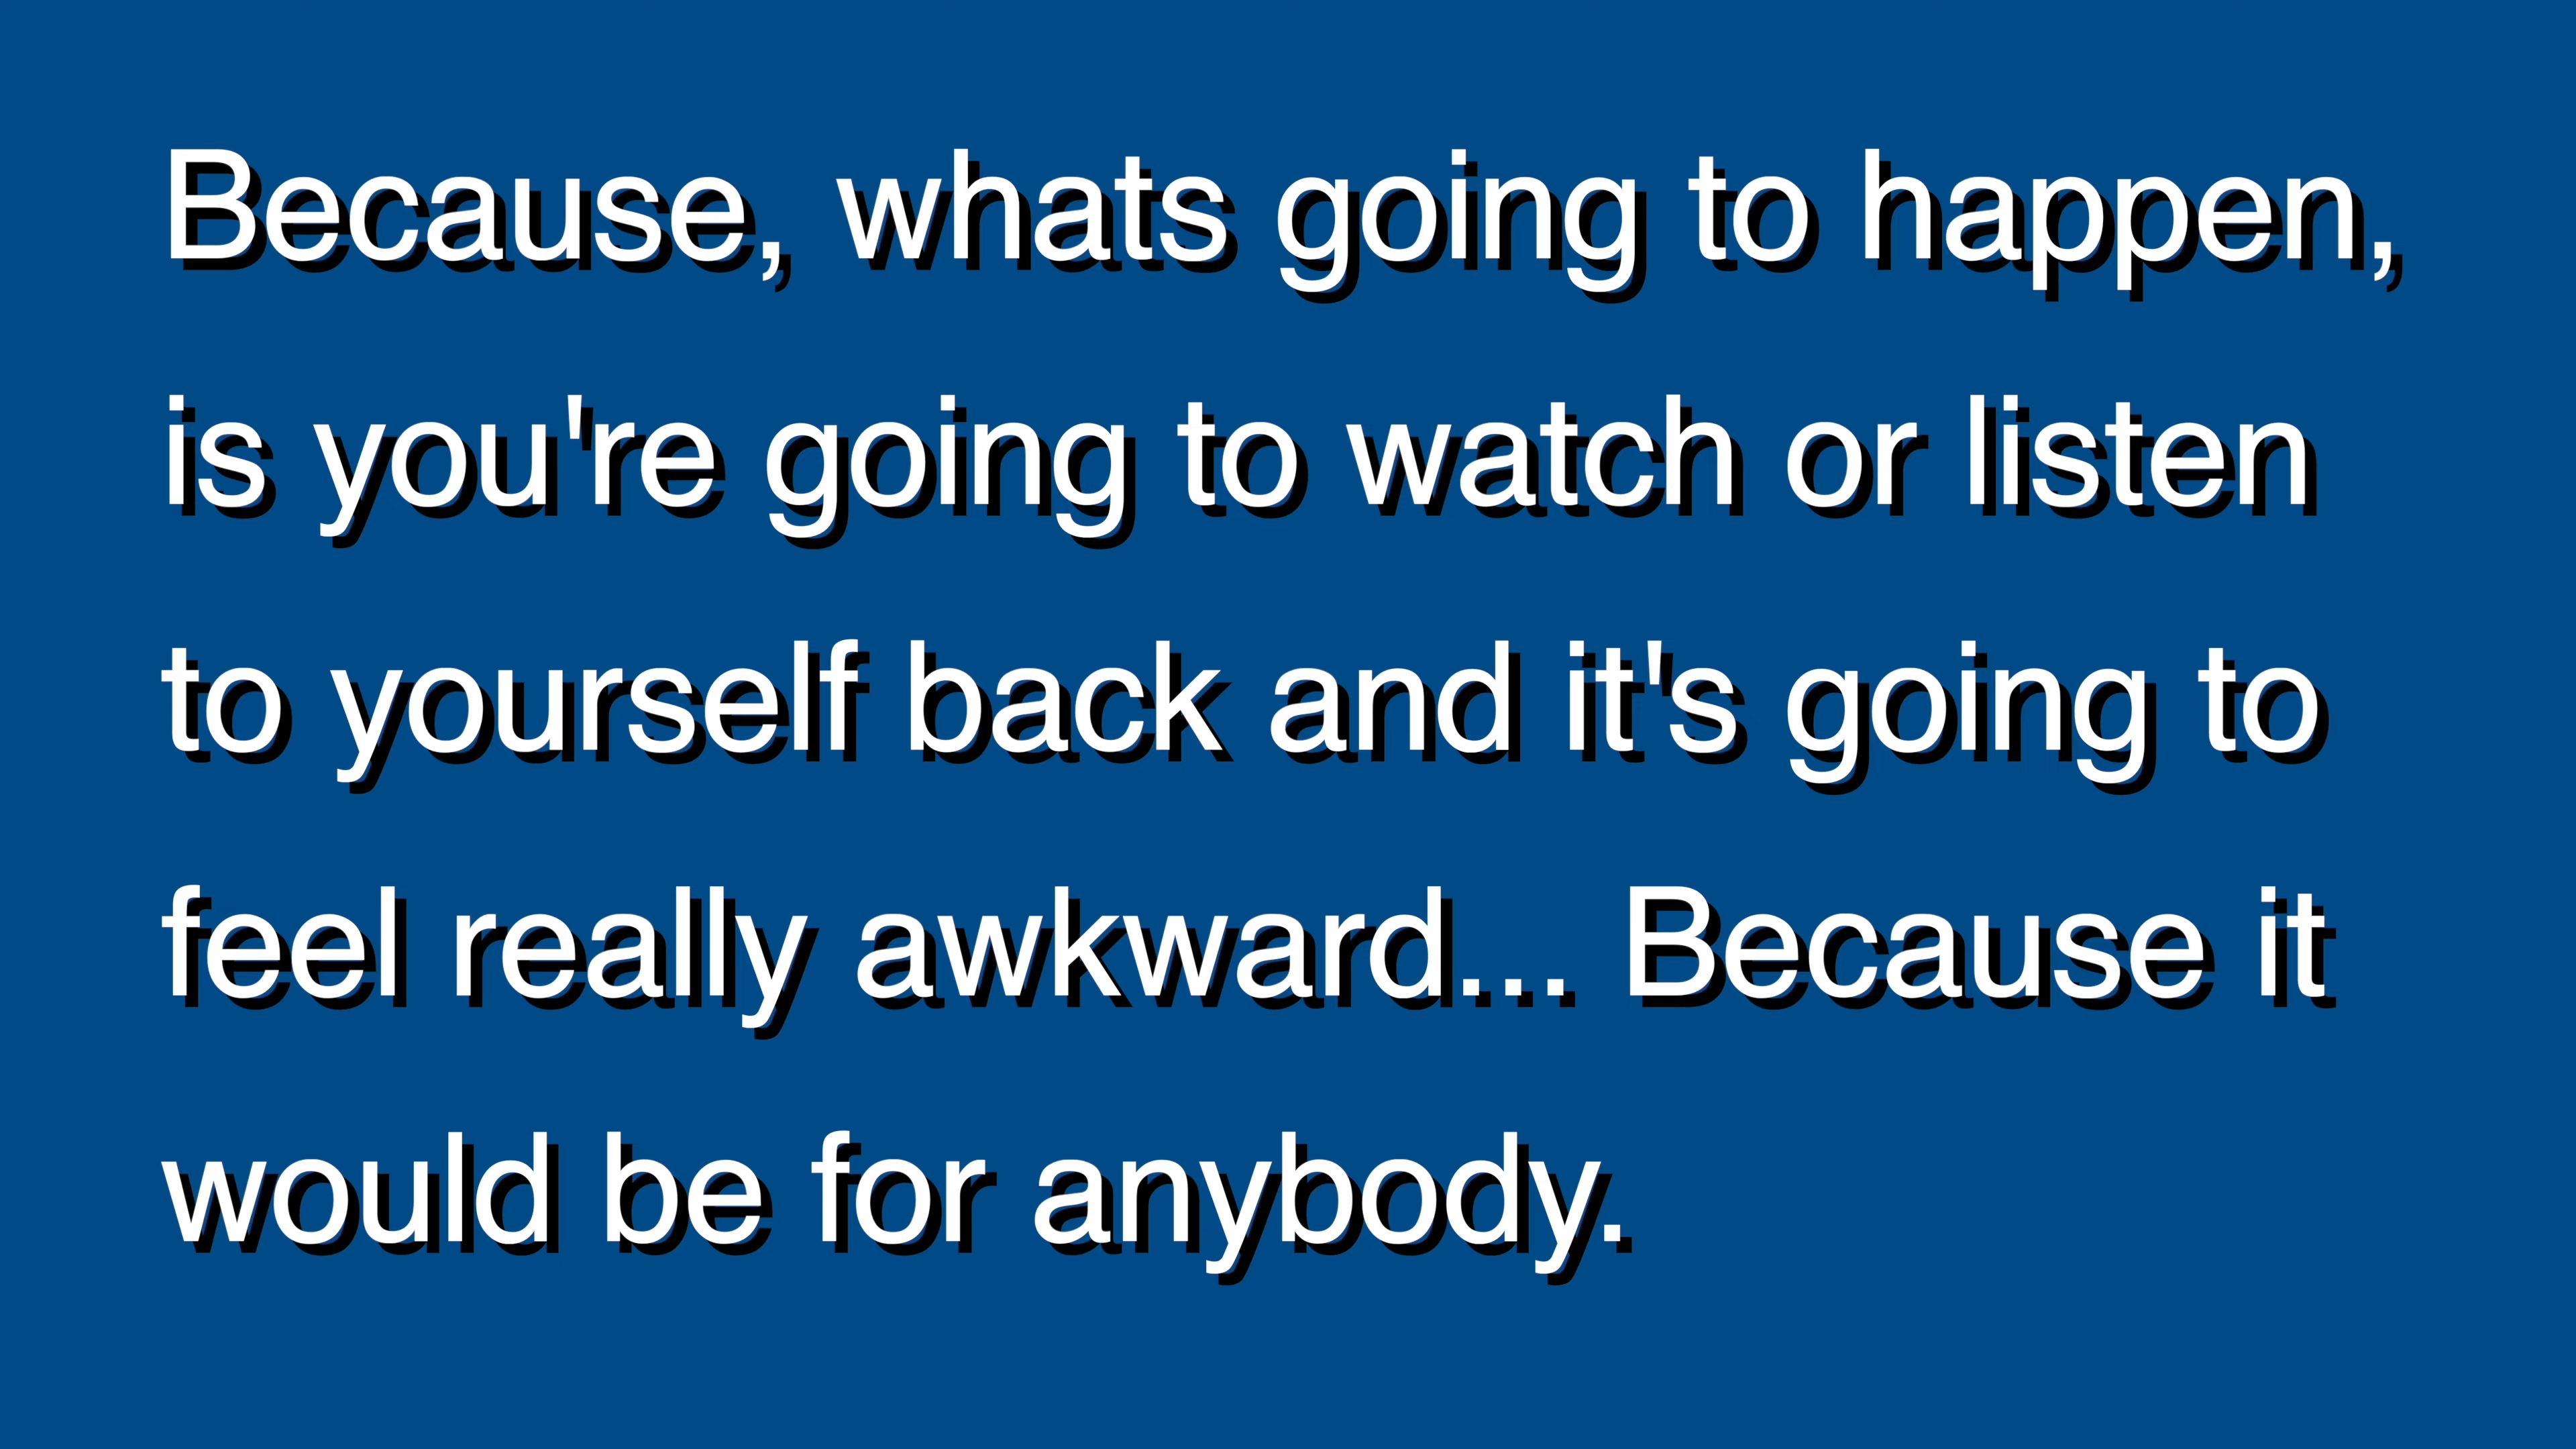 Because, whats going to happen,
is you're going to watch or listen
to yourself back and it's going to
feel really awkward... Because it
would be for anybody.